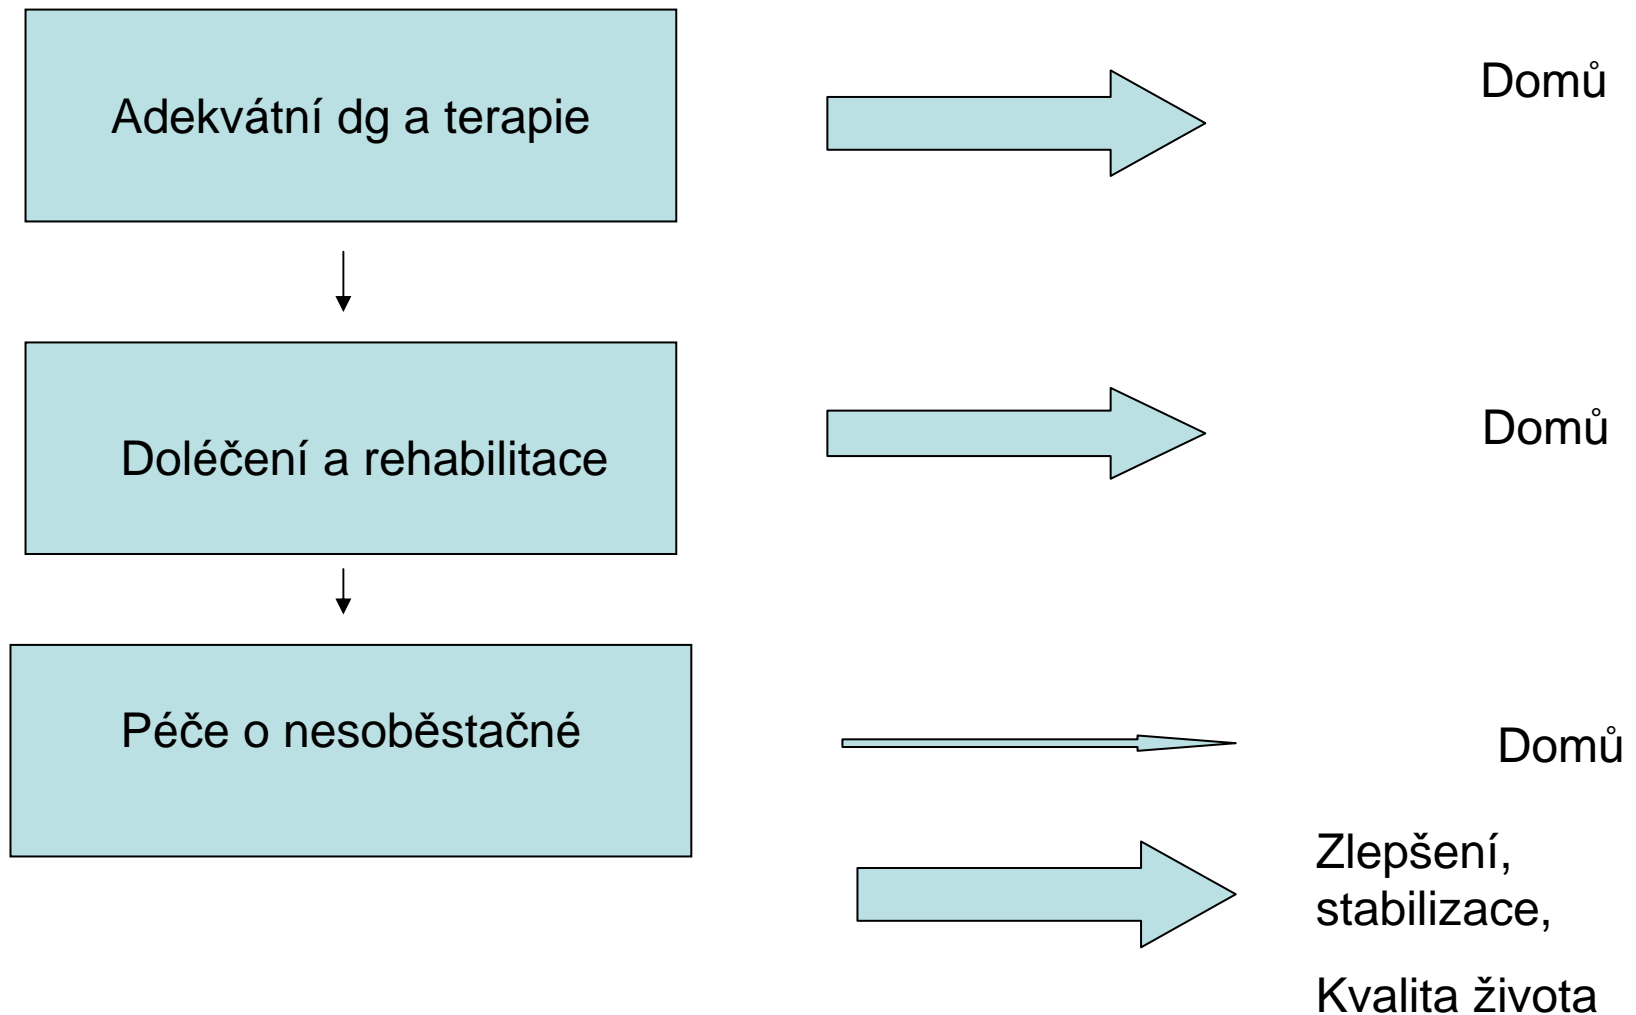 Adekvátní dg a terapie
Domů
Doléčení a rehabilitace
Domů
Péče o nesoběstačné
Domů
Zlepšení,
stabilizace,
Kvalita života